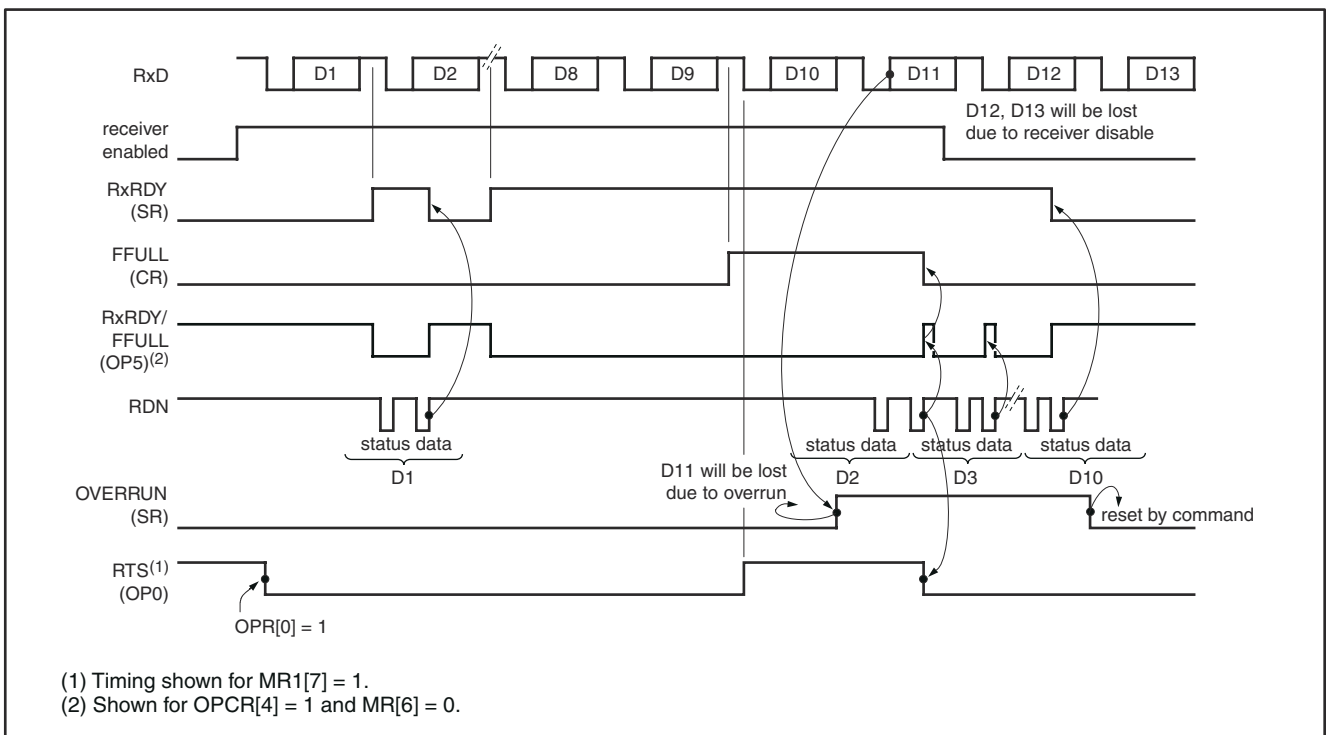 RxD
D1 D2 D8 D9 D10 D11 D12 D13
D12, D13 will be lost
due to receiver disable
receiver
enabled
RxRDY
(SR)
FFULL
(CR)
RxRDY/
FFULL
(OP5)(2)
RDN
status data
D1
status data
D2
status data
D3
status data
D10
D11 will be lost
due to overrun
OVERRUN
(SR)
reset by command
RTS(1)
(OP0)
OPR[0] = 1
(1) Timing shown for MR1[7] = 1.
(2) Shown for OPCR[4] = 1 and MR[6] = 0.